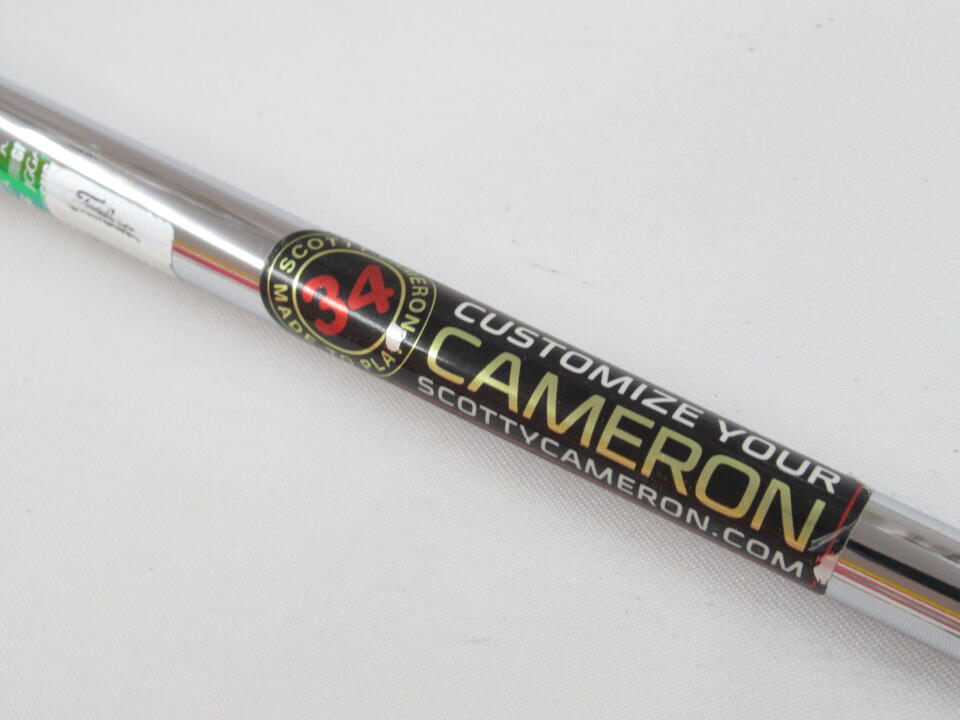 SCOTTY CAMERON
34
MADE TO PLAY
CUSTOMIZE YOUR
CAMERON
SCOTTYCAMERON.COM